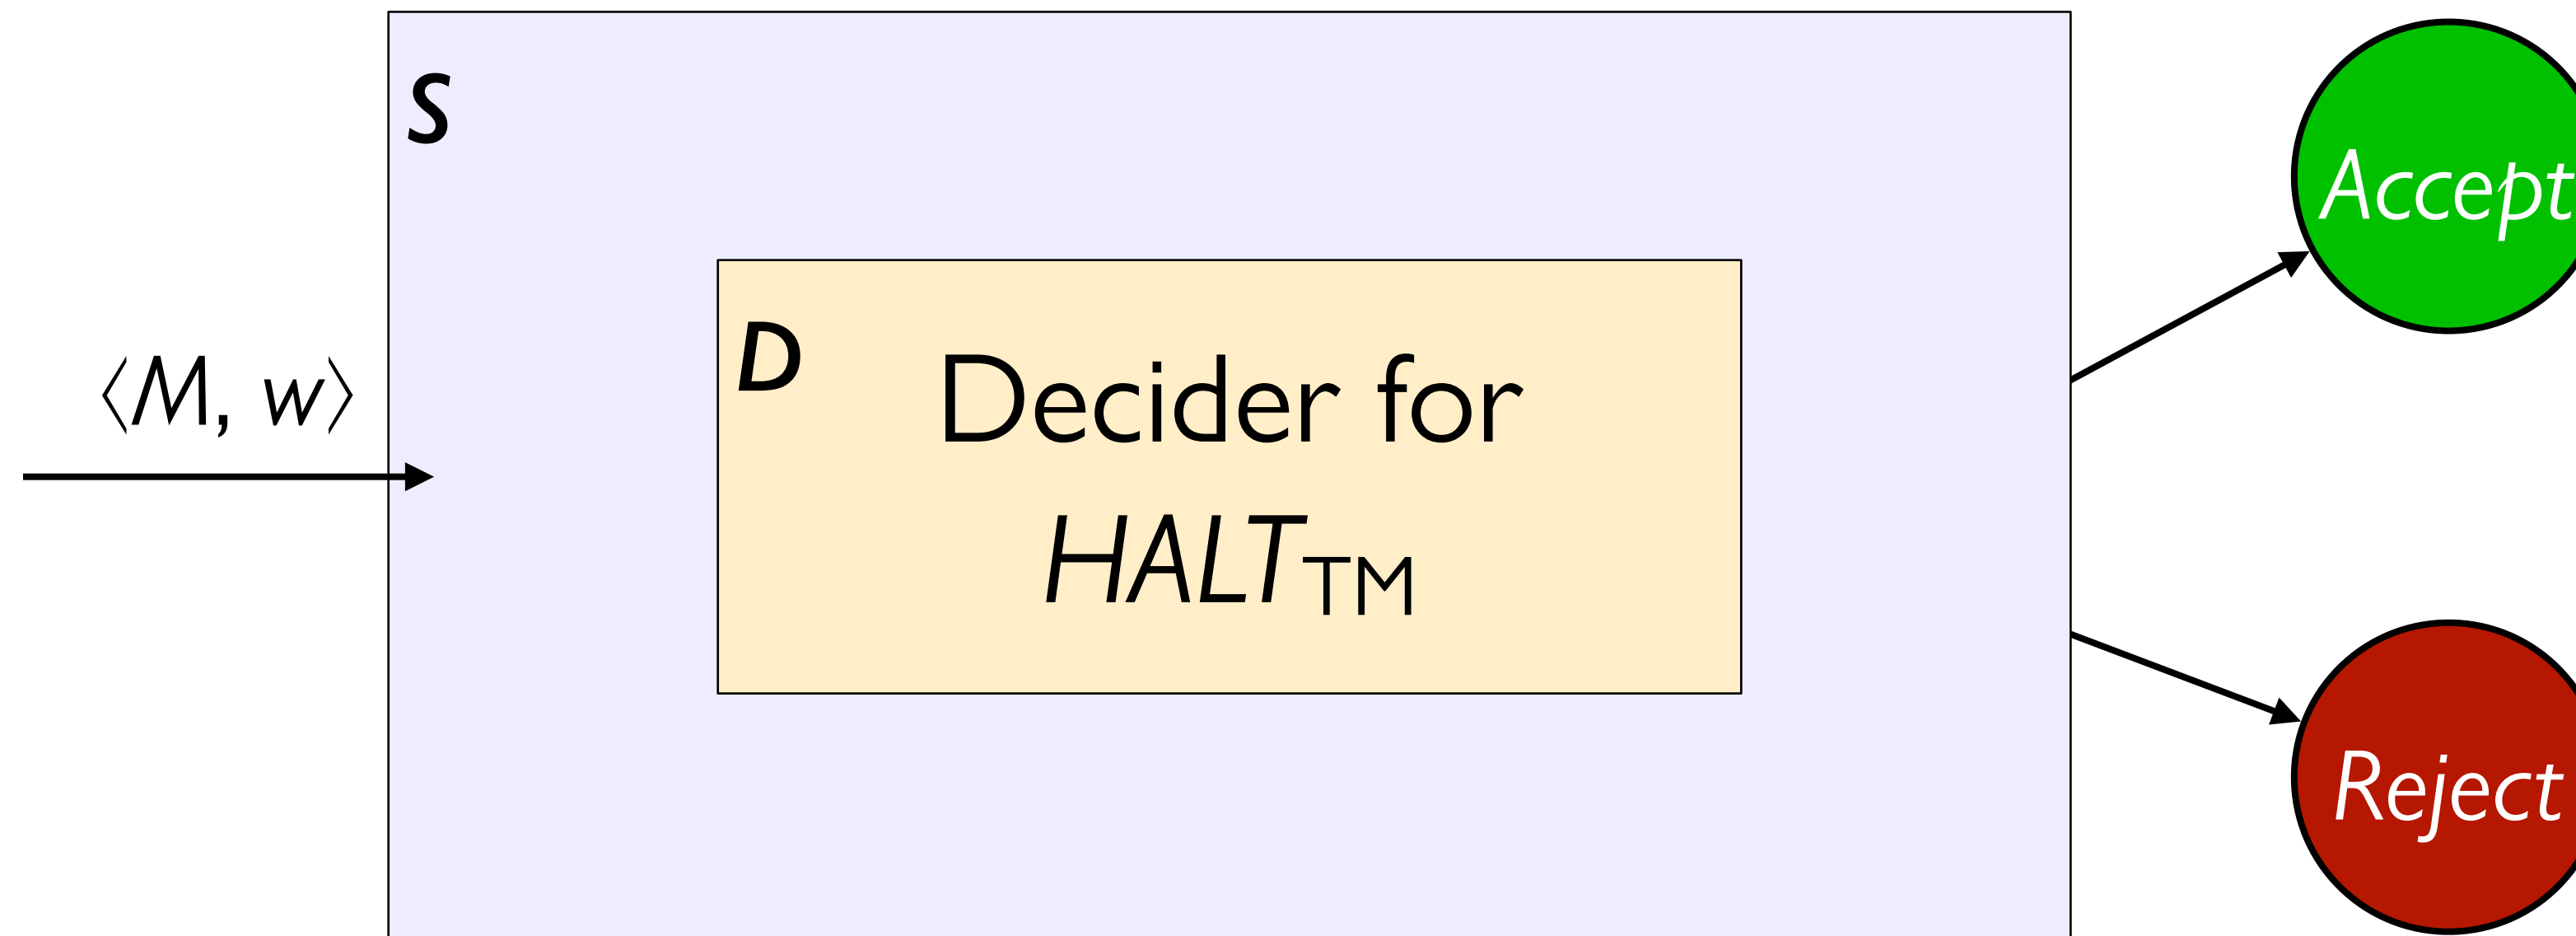 S
Accept
D
Decider for
⟨M, w⟩
HALT_TM
Reject